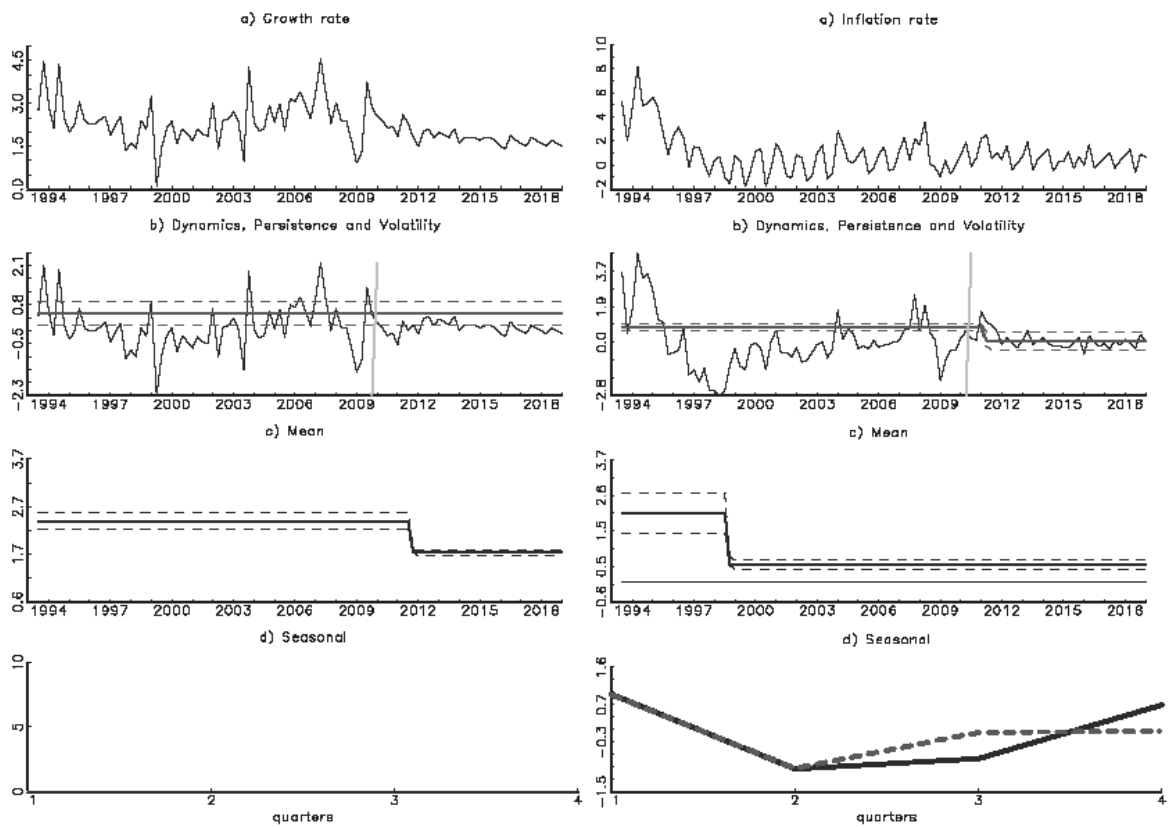 a) Growth rate
4.5
3.0
1.5
0.0
1994 1997 2000 2003 2006 2009 2012 2015 2018
b) Dynamics, Persistence and Volatility
2.1
0.8
-0.5
-2.3
1994 1997 2000 2003 2006 2009 2012 2015 2018
c) Mean
3.7
2.7
1.7
0.6
1994 1997 2000 2003 2006 2009 2012 2015 2018
d) Seasonal
10
5
0
1 2 3 4
quarters
a) Inflation rate
10
8
6
4
2
0
-2
1994 1997 2000 2003 2006 2009 2012 2015 2018
b) Dynamics, Persistence and Volatility
3.7
1.9
0.0
-2.8
1994 1997 2000 2003 2006 2009 2012 2015 2018
c) Mean
3.7
2.6
1.5
0.5
-0.6
1994 1997 2000 2003 2006 2009 2012 2015 2018
d) Seasonal
1.6
0.7
-0.3
-1.5
1 2 3 4
quarters